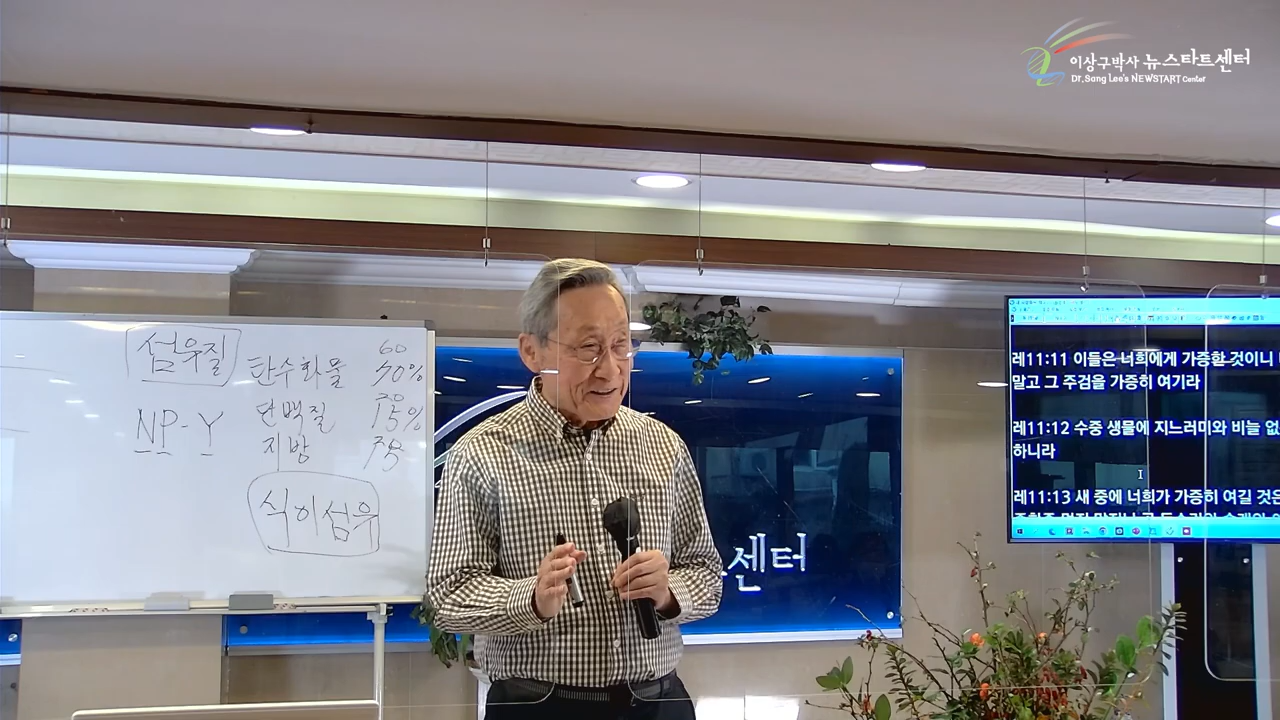 이상구박사 뉴스타트센터
Dr. Sang Lee's NEWSTART Center
섬유질
탄수화물 60 70%
NP-Y
단백질 20 15%
지방
식이섬유
센터
레11:11 이들은 너희에게 가증한 것이니
말고 그 주검을 가증히 여기라
레11:12 수중 생물에 지느러미와 비늘 없
하니라
레11:13 새 중에 너희가 가증히 여길 것은